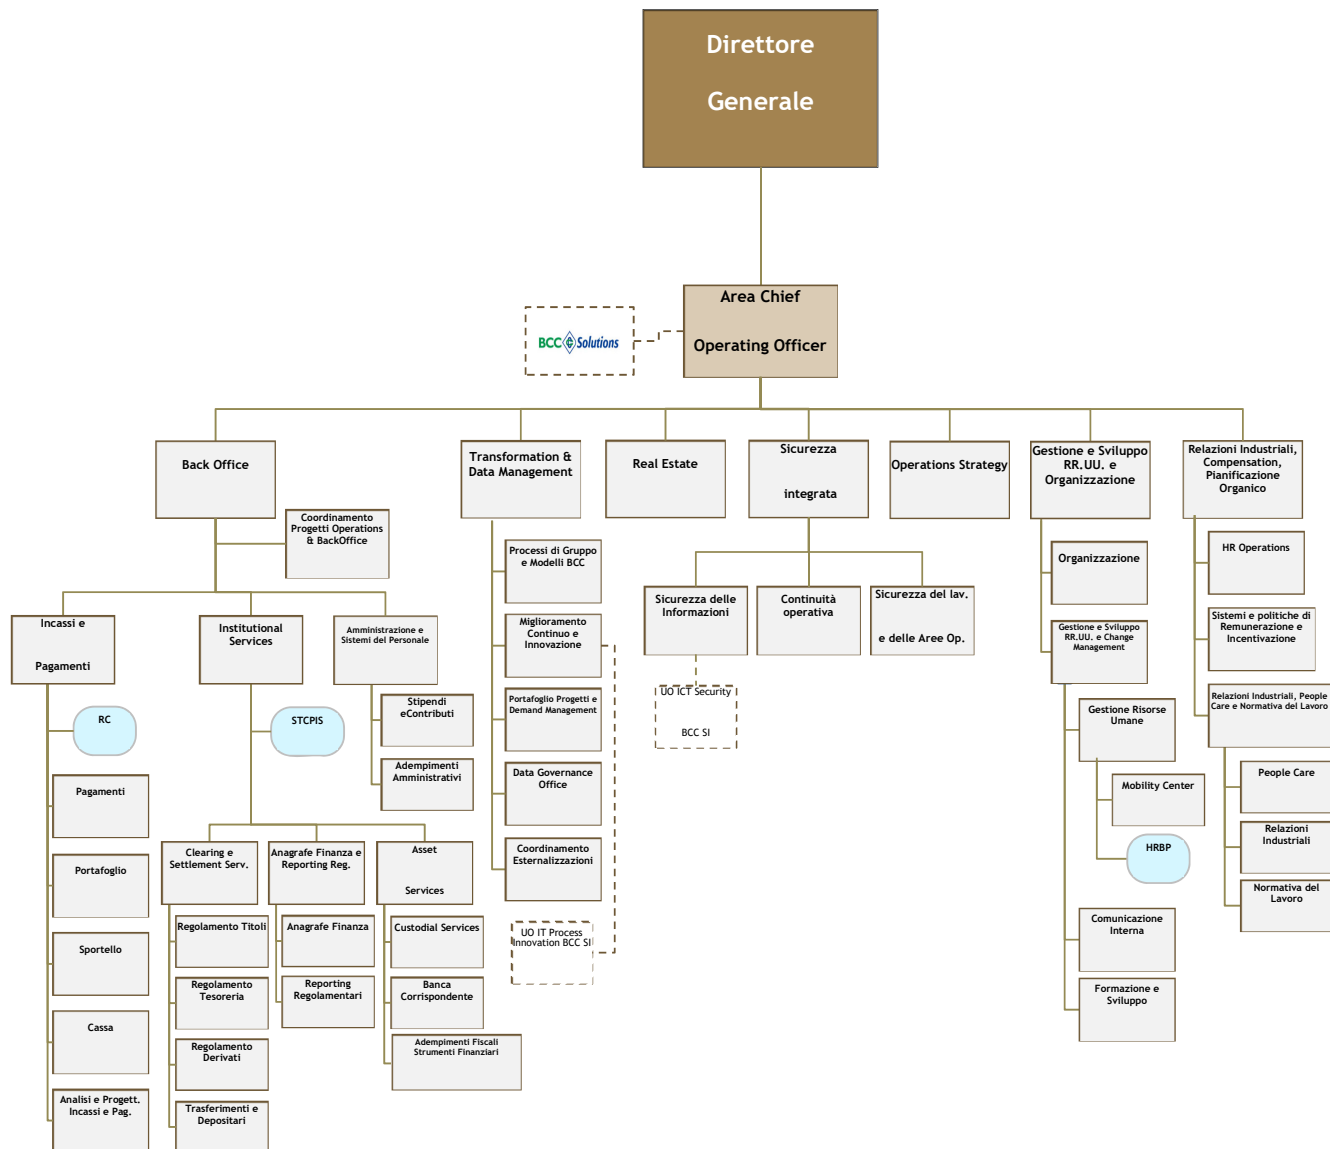 Direttore
Generale
Area Chief
Operating Officer
BCC Solutions
Back Office
Transformation &
Data Management
Real Estate
Sicurezza
integrata
Operations Strategy
Gestione e Sviluppo
RR.UU. e
Organizzazione
Relazioni Industriali,
Compensation,
Pianificazione
Organico
Coordinamento
Progetti Operations
& BackOffice
Incassi e
Pagamenti
Institutional
Services
Amministrazione e
Sistemi del Personale
RC
STCPIS
Stipendi
eContributi
Adempimenti
Amministrativi
Pagamenti
Portafoglio
Sportello
Cassa
Analisi e Progett.
Incassi e Pag.
Clearing e
Settlement Serv.
Anagrafe Finanza e
Reporting Reg.
Asset
Services
Regolamento Titoli
Regolamento
Tesoreria
Regolamento
Derivati
Trasferimenti e
Depositari
Anagrafe Finanza
Reporting
Regolamentari
Custodial Services
Banca
Corrispondente
Adempimenti Fiscali
Strumenti Finanziari
Processi di Gruppo
e Modelli BCC
Miglioramento
Continuo e
Innovazione
Portafoglio Progetti e
Demand Management
Data Governance
Office
Coordinamento
Esternalizzazioni
UO IT Process
Innovation BCC SI
Sicurezza delle
Informazioni
Continuità
operativa
Sicurezza del lav.
e delle Aree Op.
UO ICT Security
BCC SI
Organizzazione
Gestione e Sviluppo
RR.UU. e Change
Management
Gestione Risorse
Umane
Mobility Center
HRBP
Comunicazione
Interna
Formazione e
Sviluppo
HR Operations
Sistemi e politiche di
Remunerazione e
Incentivazione
Relazioni Industriali, People
Care e Normativa del Lavoro
People Care
Relazioni
Industriali
Normativa del
Lavoro